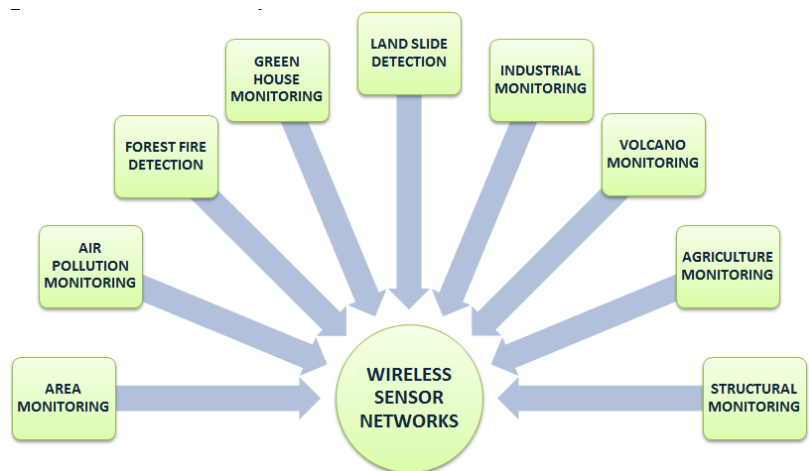 LAND SLIDE
DETECTION
GREEN
HOUSE
MONITORING
INDUSTRIAL
MONITORING
FOREST FIRE
DETECTION
VOLCANO
MONITORING
AIR
POLLUTION
MONITORING
AGRICULTURE
MONITORING
AREA
MONITORING
WIRELESS
SENSOR
NETWORKS
STRUCTURAL
MONITORING